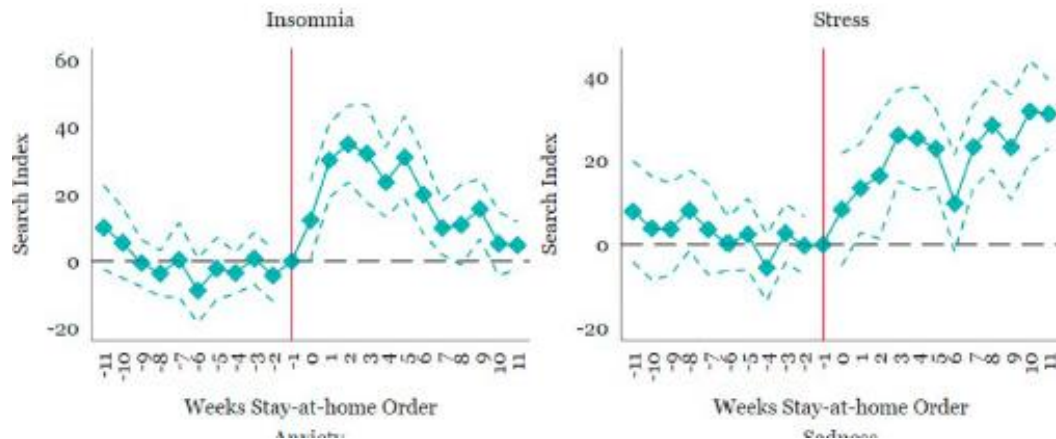 Insomnia
Search Index
60
40
20
0
-20
-11 -10 -9 -8 -7 -6 -5 -4 -3 -2 -1 0 1 2 3 4 5 6 7 8 9 10 11
Weeks Stay-at-home Order
Anxiety
Stress
Search Index
40
20
0
-20
-11 -10 -9 -8 -7 -6 -5 -4 -3 -2 -1 0 1 2 3 4 5 6 7 8 9 10 11
Weeks Stay-at-home Order
Sadness